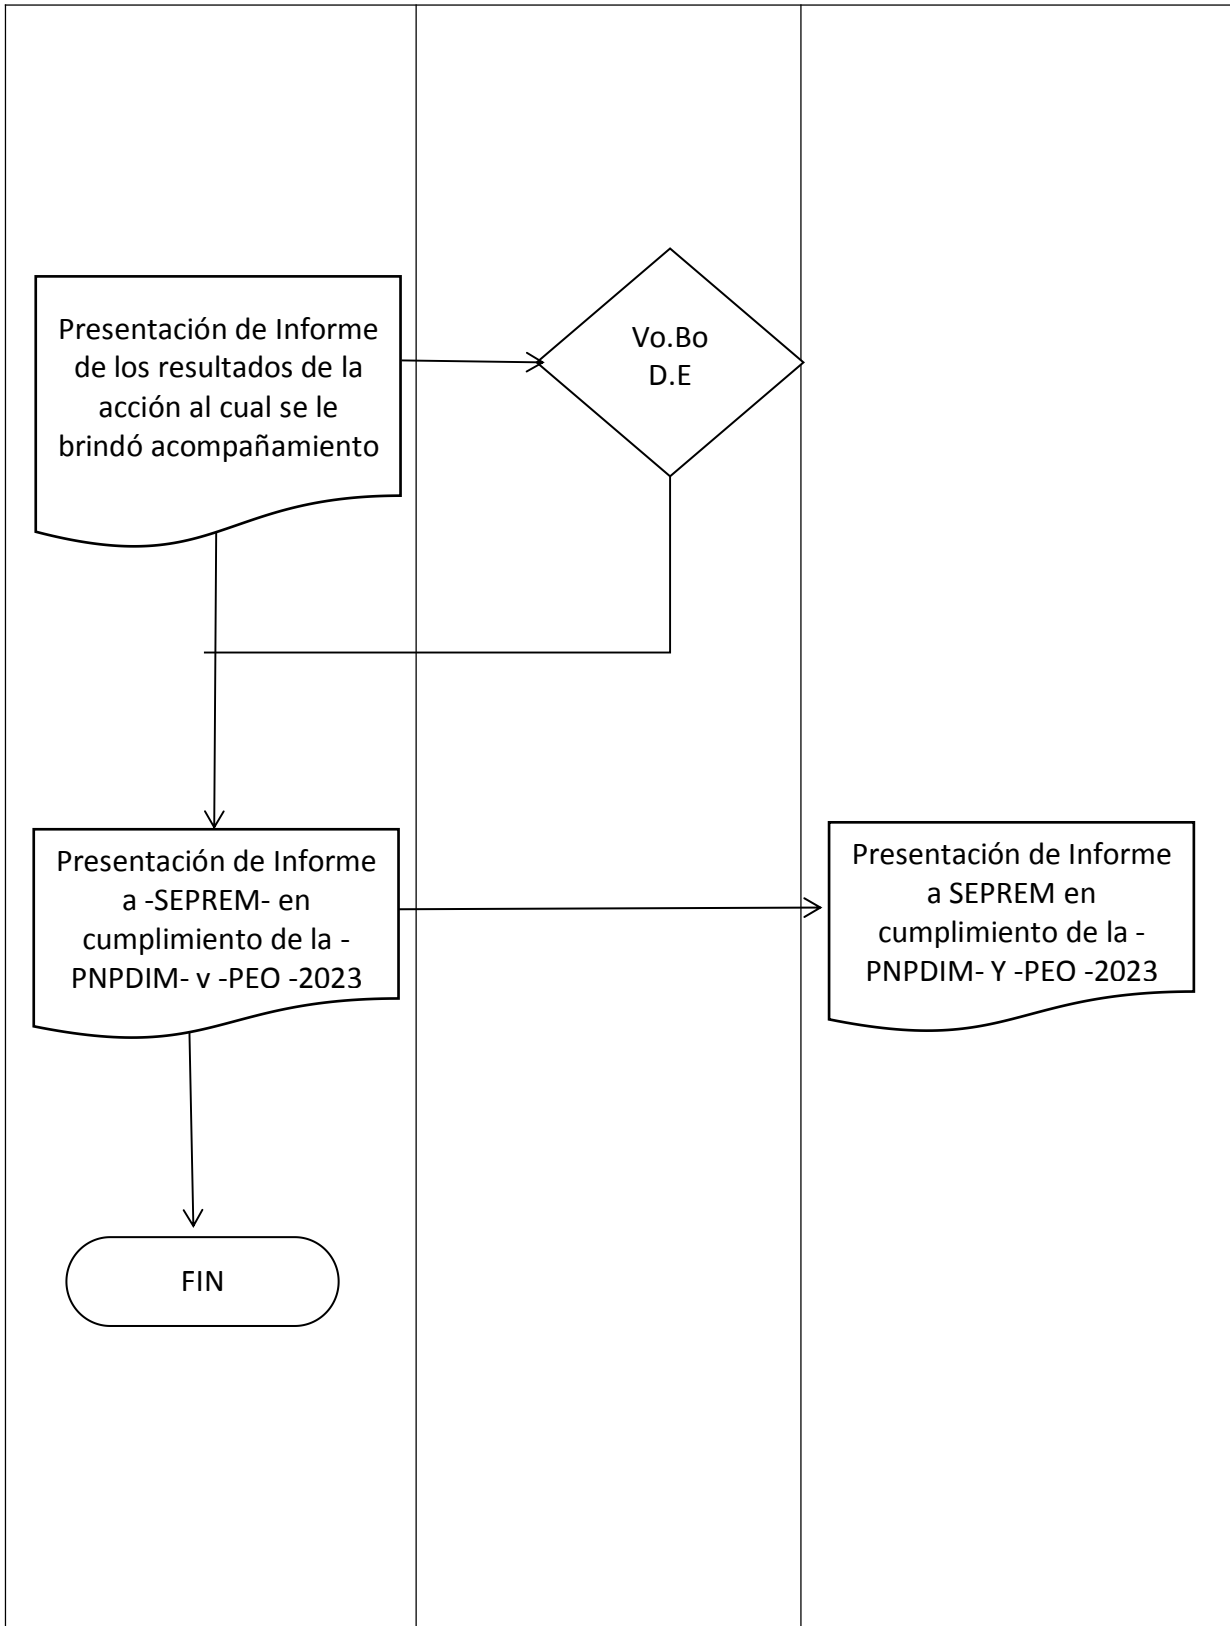 Presentación de Informe
de los resultados de la
acción al cual se le
brindó acompañamiento
Vo.Bo
D.E
Presentación de Informe
a -SEPREM- en
cumplimiento de la -
PNPDIM- y -PEO -2023
Presentación de Informe
a SEPREM en
cumplimiento de la -
PNPDIM- Y -PEO -2023
FIN